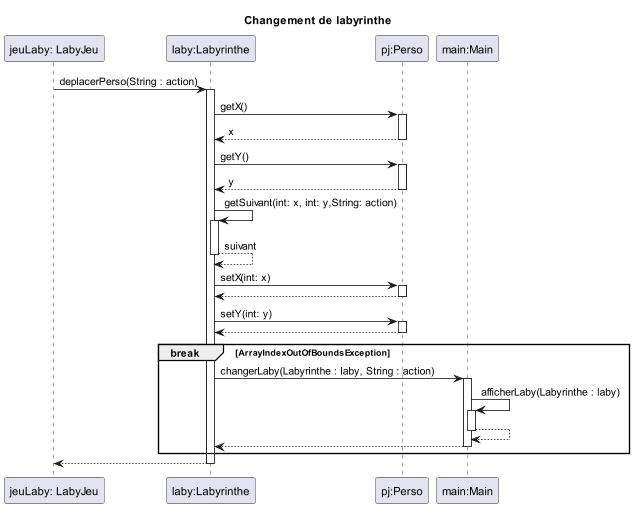 Changement de labyrinthe
jeuLaby: LabyJeu
laby:Labyrinthe
pj:Perso
main:Main
deplacerPerso(String : action)
getX()
x
getY()
y
getSuivant(int: x, int: y,String: action)
suivant
setX(int: x)
setY(int: y)
break
[ArrayIndexOutOfBoundsException]
changerLaby(Labyrinthe : laby, String : action)
afficherLaby(Labyrinthe : laby)
jeuLaby: LabyJeu
laby:Labyrinthe
pj:Perso
main:Main